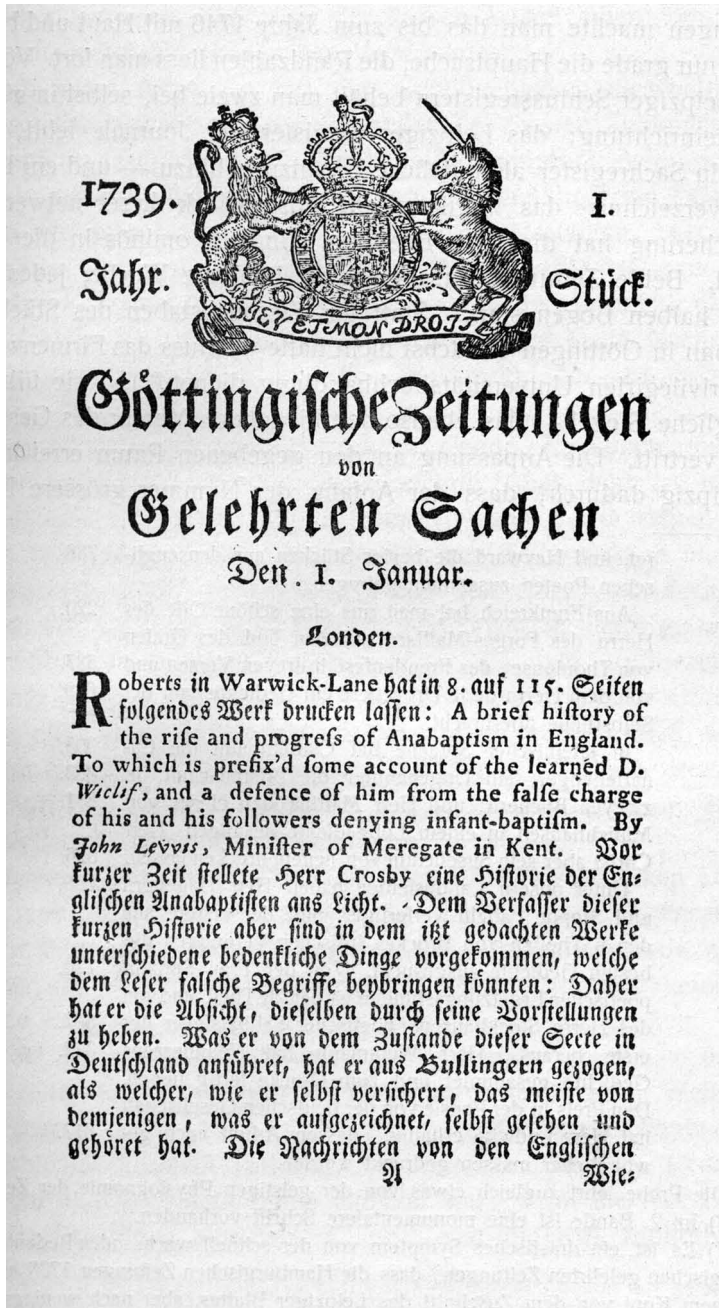 1739.
Jahr.
1.
Stück.
DIEV ET MON DROIT
Göttingische Zeitungen
von
Gelehrten Sachen
Den. 1. Januar.
Londen.
Roberts in Warwick-Lane hat in 8. auf 115. Seiten
folgendes Werk drucken lassen: A brief hiſtory of
the riſe and progreſs of Anabaptiſm in England.
To which is prefix'd ſome account of the learned D.
Wiclif, and a defence of him from the falſe charge
of his and his followers denying infant-baptiſm. By
John Levvis, Minister of Meregate in Kent. Vor
kurzer Zeit ſtellete Herr Crosby eine Hiſtorie der En⸗
gliſchen Anabaptiſten ans Licht. Dem Verfaſſer dieſer
kurzen Hiſtorie aber ſind in dem itzt gedachten Werke
unterſchiedene bedenkliche Dinge vorgekommen, welche
dem Leſer falſche Begriffe beybringen könnten: Daher
hat er die Abſicht, dieſelben durch ſeine Vorſtellungen
zu heben. Was er von dem Zuſtande dieſer Secte in
Deutſchland anführet, hat er aus Bullingern gezogen,
als welcher, wie er ſelbſt verſichert, das meiſte von
demjenigen, was er aufgezeichnet, ſelbſt geſehen und
gehöret hat. Die Nachrichten von den Engliſchen
A
Wie⸗